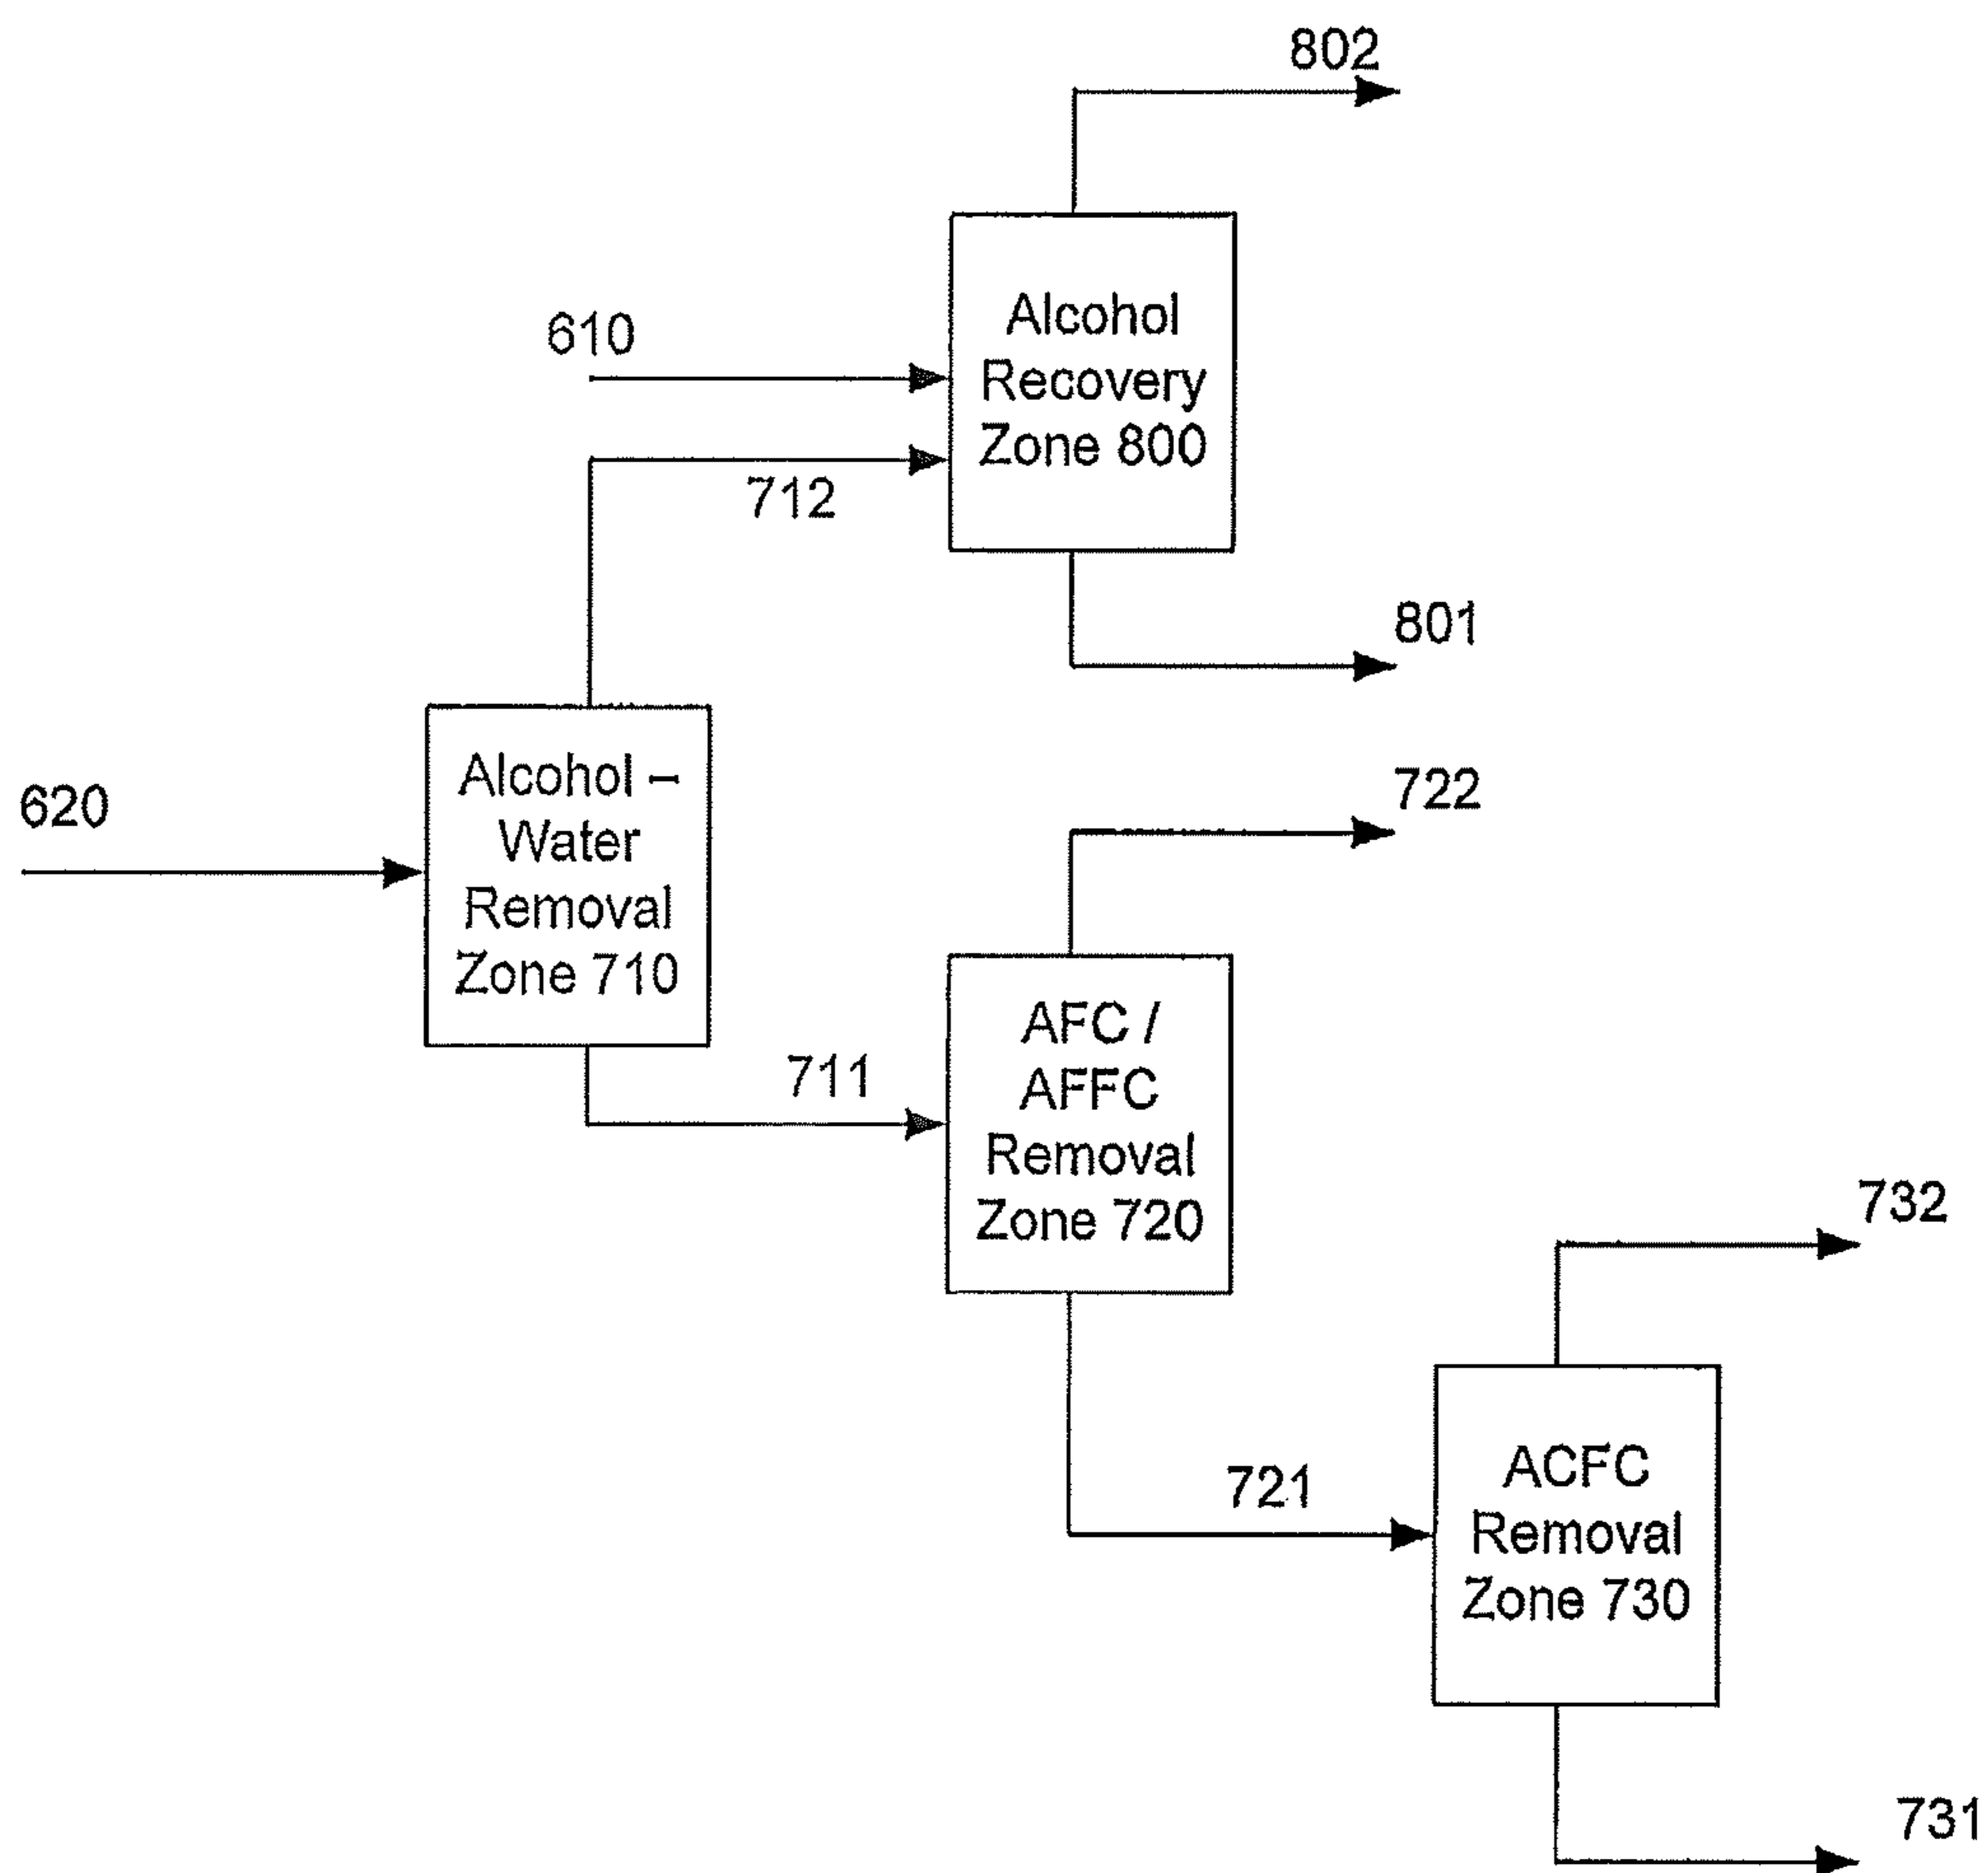 802
610
Alcohol
Recovery
Zone 800
712
801
620
Alcohol –
Water
Removal
Zone 710
722
711
AFC /
AFFC
Removal
Zone 720
732
721
ACFC
Removal
Zone 730
731